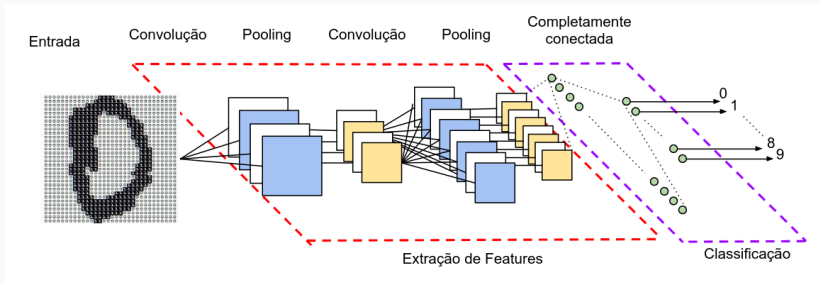 Entrada
Convolução
Pooling
Convolução
Pooling
Completamente
conectada
0
1
8
9
Extração de Features
Classificação